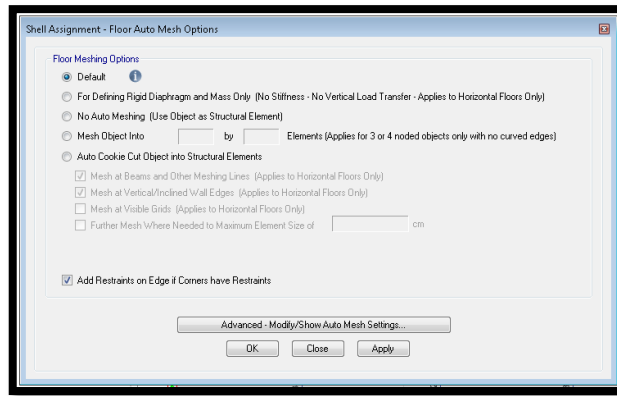 Shell Assignment - Floor Auto Mesh Options
Floor Meshing Options
Default
For Defining Rigid Diaphragm and Mass Only (No Stiffness - No Vertical Load Transfer - Applies to Horizontal Floors Only)
No Auto Meshing (Use Object as Structural Element)
Mesh Object Into by Elements (Applies for 3 or 4 noded objects only with no curved edges)
Auto Cookie Cut Object into Structural Elements
Mesh at Beams and Other Meshing Lines (Applies to Horizontal Floors Only)
Mesh at Vertical/Inclined Wall Edges (Applies to Horizontal Floors Only)
Mesh at Visible Grids (Applies to Horizontal Floors Only)
Further Mesh Where Needed to Maximum Element Size of cm
Add Restraints on Edge if Corners have Restraints
Advanced - Modify/Show Auto Mesh Settings...
OK Close Apply